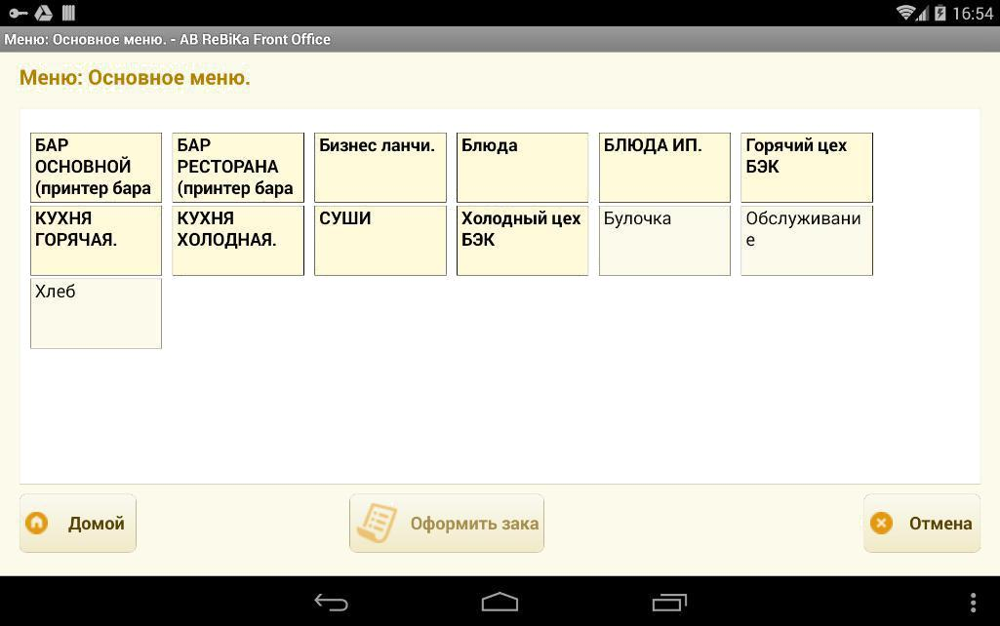 16:54
Меню: Основное меню. - AB ReBiKa Front Office
Меню: Основное меню.
БАР
ОСНОВНОЙ
(принтер бара
БАР
РЕСТОРАНА
(принтер бара
Бизнес ланчи.
Блюда
БЛЮДА ИП.
Горячий цех
БЭК
КУХНЯ
ГОРЯЧАЯ.
КУХНЯ
ХОЛОДНАЯ.
СУШИ
Холодный цех
БЭК
Булочка
Обслуживани
е
Хлеб
Домой
Оформить зака
Отмена